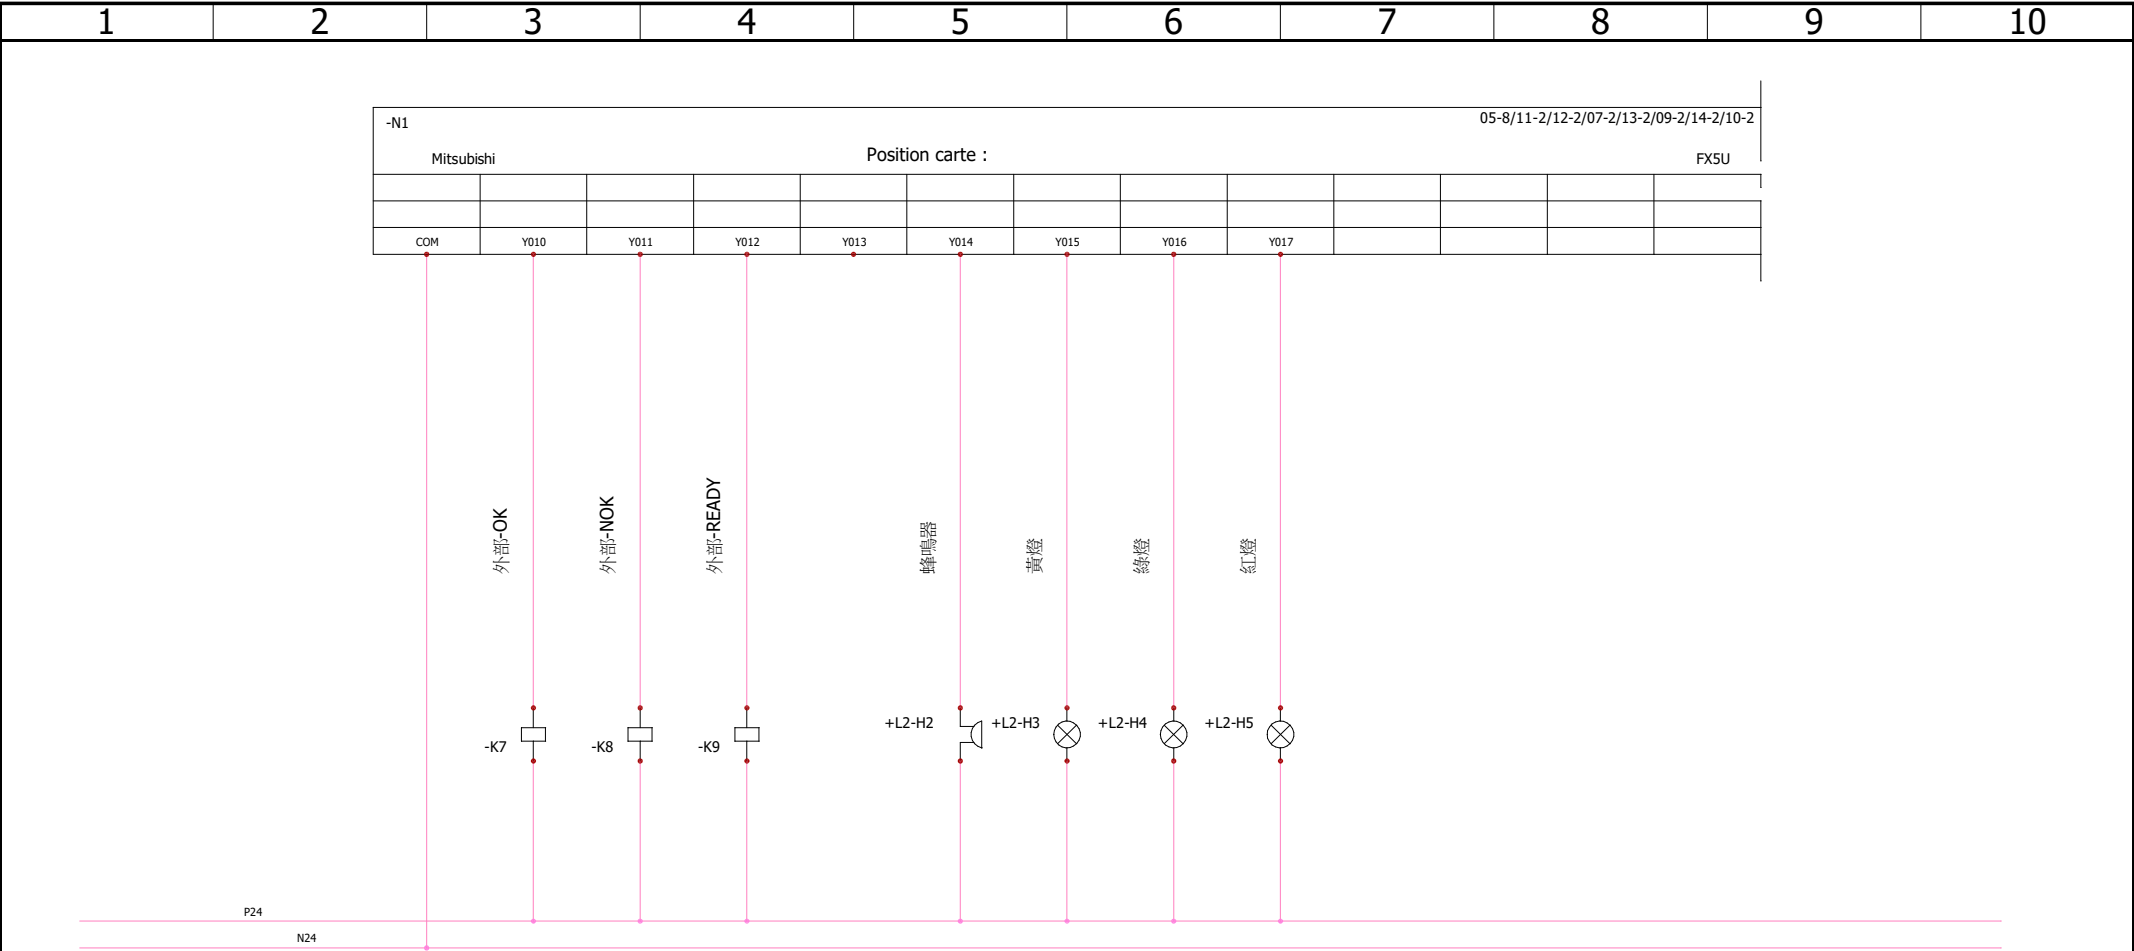 1 2 3 4 5 6 7 8 9 10
-N1 05-8/11-2/12-2/07-2/13-2/09-2/14-2/10-2
Mitsubishi Position carte : FX5U
COM Y010 Y011 Y012 Y013 Y014 Y015 Y016 Y017
外部-OK
外部-NOK
外部-READY
蜂鳴器
黃燈
綠燈
紅燈
-K7 -K8 -K9 +L2-H2 +L2-H3 +L2-H4 +L2-H5
P24
N24